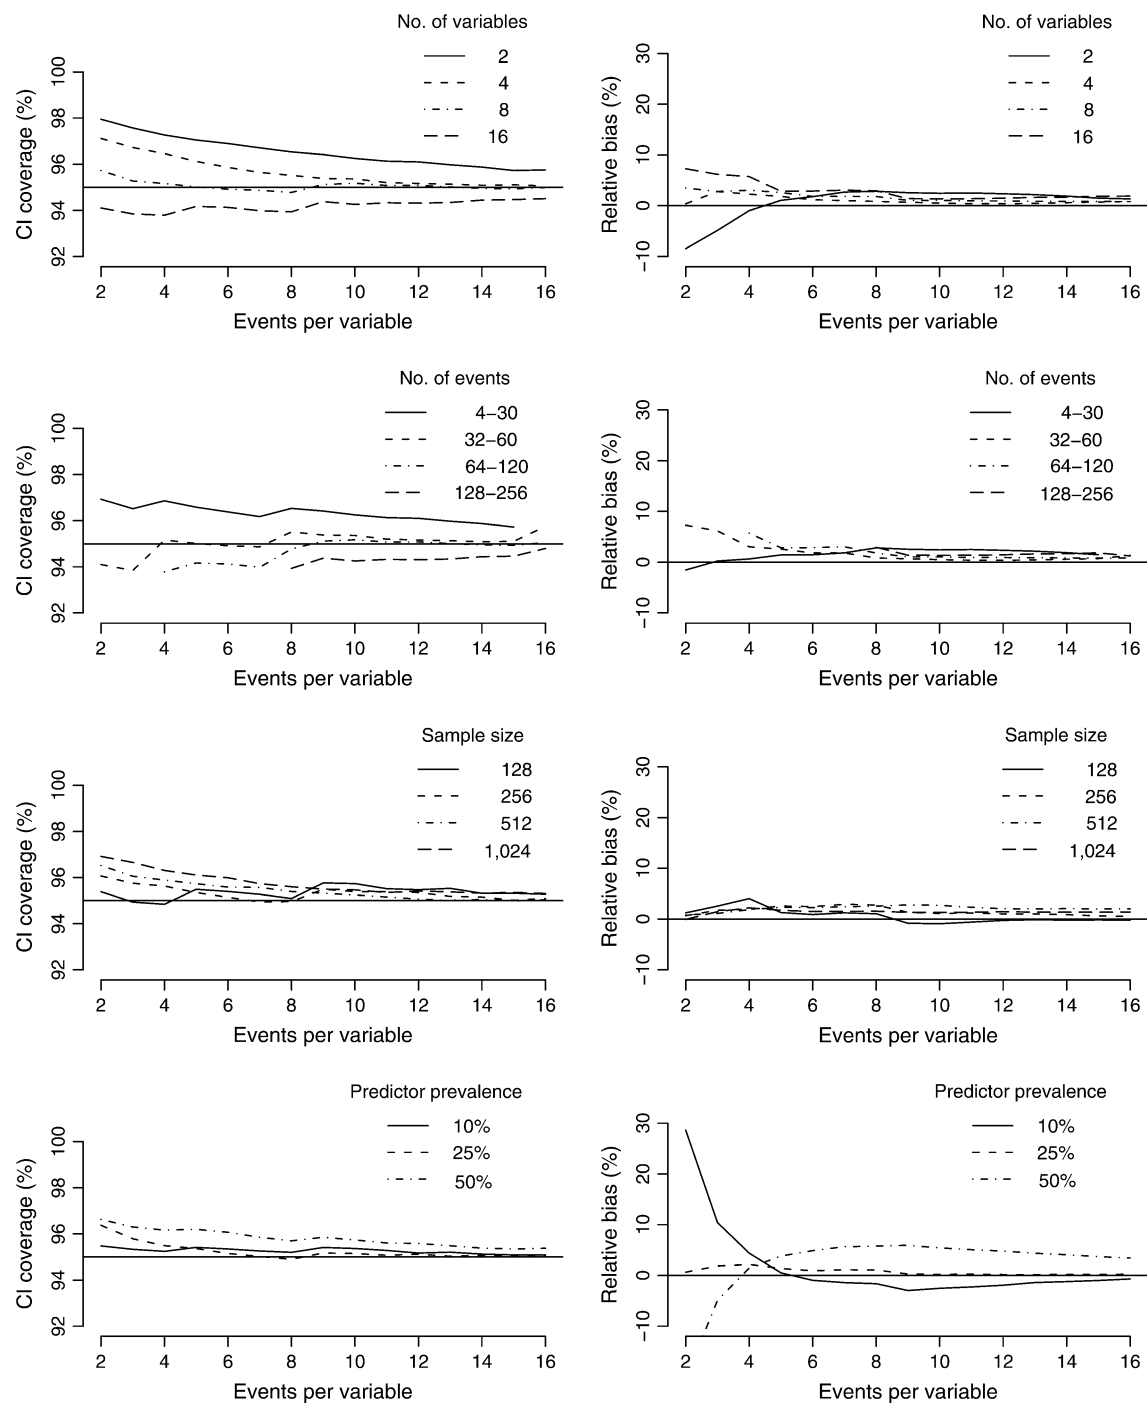 No. of variables
2
4
8
16
CI coverage (%)
100
98
96
94
92
2 4 6 8 10 12 14 16
Events per variable
No. of variables
2
4
8
16
Relative bias (%)
30
20
10
0
−10
2 4 6 8 10 12 14 16
Events per variable
No. of events
4−30
32−60
64−120
128−256
CI coverage (%)
100
98
96
94
92
2 4 6 8 10 12 14 16
Events per variable
No. of events
4−30
32−60
64−120
128−256
Relative bias (%)
30
20
10
0
−10
2 4 6 8 10 12 14 16
Events per variable
Sample size
128
256
512
1,024
CI coverage (%)
100
98
96
94
92
2 4 6 8 10 12 14 16
Events per variable
Sample size
128
256
512
1,024
Relative bias (%)
30
20
10
0
−10
2 4 6 8 10 12 14 16
Events per variable
Predictor prevalence
10%
25%
50%
CI coverage (%)
100
98
96
94
92
2 4 6 8 10 12 14 16
Events per variable
Predictor prevalence
10%
25%
50%
Relative bias (%)
30
20
10
0
−10
2 4 6 8 10 12 14 16
Events per variable